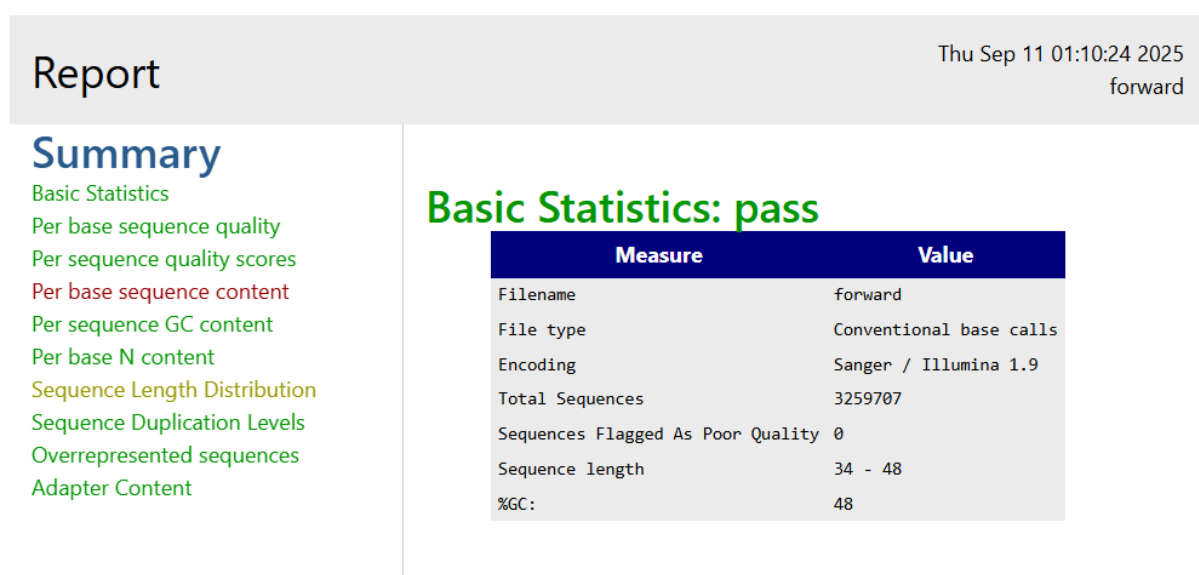 Report
Thu Sep 11 01:10:24 2025
forward
Summary
Basic Statistics
Per base sequence quality
Per sequence quality scores
Per base sequence content
Per sequence GC content
Per base N content
Sequence Length Distribution
Sequence Duplication Levels
Overrepresented sequences
Adapter Content
Basic Statistics: pass
Measure Value
Filename forward
File type Conventional base calls
Encoding Sanger / Illumina 1.9
Total Sequences 3259707
Sequences Flagged As Poor Quality 0
Sequence length 34 - 48
%GC: 48